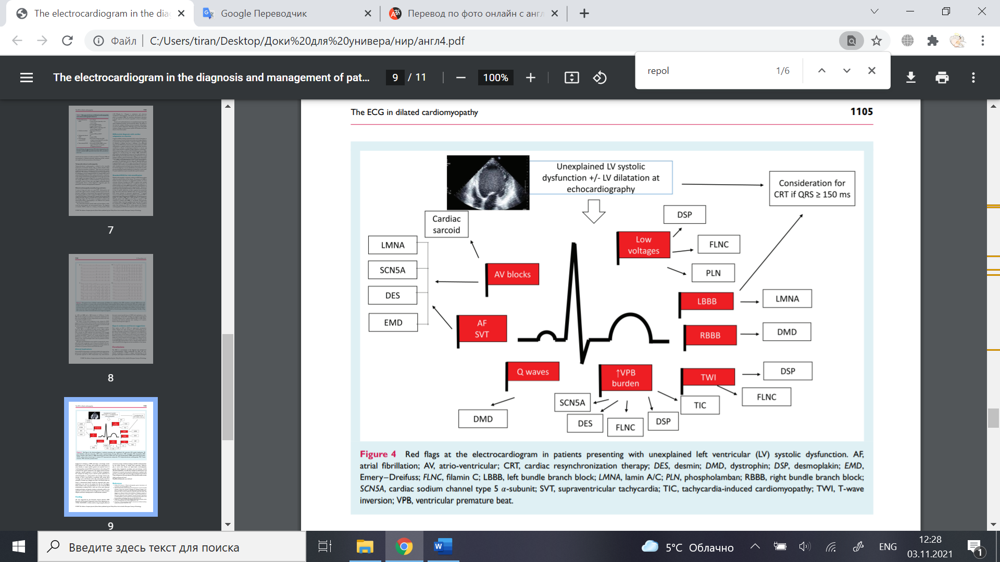 The electrocardiogram in the dia
Google Переводчик
Перевод по фото онлайн с англ
Файл
C:/Users/tiran/Desktop/Доки%20для%20универа/нир/англ4.pdf
The electrocardiogram in the diagnosis and management of pat...
9 / 11
100%
repol
1/6
7
8
9
The ECG in dilated cardiomyopathy
1105
Unexplained LV systolic
dysfunction +/- LV dilatation at
echocardiography
Consideration for
CRT if QRS ≥ 150 ms
Cardiac
sarcoid
LMNA
SCN5A
DES
EMD
AV blocks
AF
SVT
Q waves
DMD
Low
voltages
DSP
FLNC
PLN
LBBB
LMNA
RBBB
DMD
TWI
DSP
FLNC
↑VPB
burden
SCN5A
DES
FLNC
DSP
TIC
Figure 4 Red flags at the electrocardiogram in patients presenting with unexplained left ventricular (LV) systolic dysfunction. AF,
atrial fibrillation; AV, atrio-ventricular; CRT, cardiac resynchronization therapy; DES, desmin; DMD, dystrophin; DSP, desmoplakin; EMD,
Emery–Dreifuss; FLNC, filamin C; LBBB, left bundle branch block; LMNA, lamin A/C; PLN, phospholamban; RBBB, right bundle branch block;
SCN5A, cardiac sodium channel type 5 α-subunit; SVT, supraventricular tachycardia; TIC, tachycardia-induced cardiomyopathy; TWI, T-wave
inversion; VPB, ventricular premature beat.
Введите здесь текст для поиска
5°C Облачно
ENG
12:28
03.11.2021
1